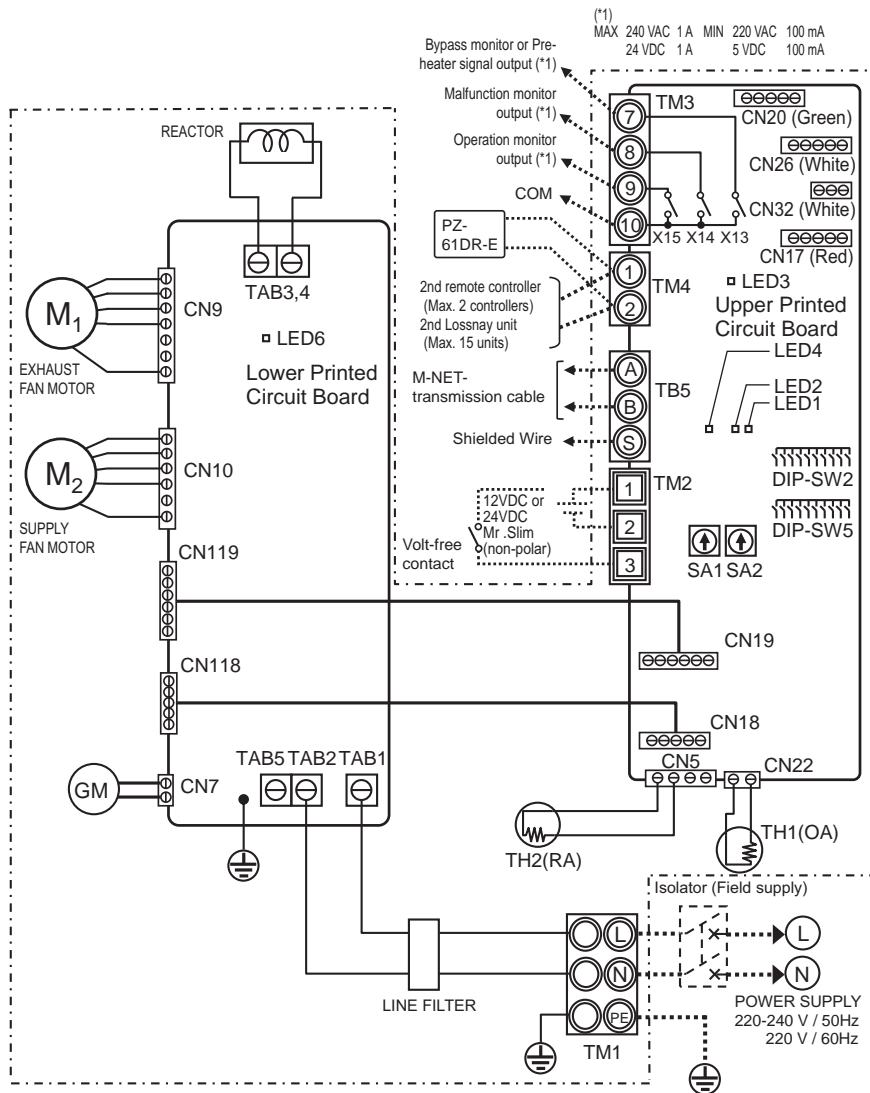 (*1)
MAX 240 VAC 1 A MIN 220 VAC 100 mA
24 VDC 1 A 5 VDC 100 mA
Bypass monitor or Pre-
heater signal output (*1)
Malfunction monitor
output (*1)
Operation monitor
output (*1)
COM
PZ-
61DR-E
2nd remote controller
(Max. 2 controllers)
2nd Lossnay unit
(Max. 15 units)
M-NET-
transmission cable
Shielded Wire
12VDC or
24VDC
Mr .Slim
(non-polar)
Volt-free
contact
7
8
9
10
TM3
X15 X14 X13
1
2
TM4
A
B
S
TB5
1
2
3
TM2
CN20 (Green)
CN26 (White)
CN32 (White)
CN17 (Red)
LED3
Upper Printed
Circuit Board
LED4
LED2
LED1
DIP-SW2
DIP-SW5
SA1 SA2
CN19
CN18
CN5
CN22
TH2(RA)
TH1(OA)
REACTOR
TAB3,4
LED6
Lower Printed
Circuit Board
M1
EXHAUST
FAN MOTOR
CN9
M2
SUPPLY
FAN MOTOR
CN10
CN119
CN118
GM
CN7
TAB5 TAB2 TAB1
LINE FILTER
L
N
PE
TM1
Isolator (Field supply)
L
N
POWER SUPPLY
220-240 V / 50Hz
220 V / 60Hz